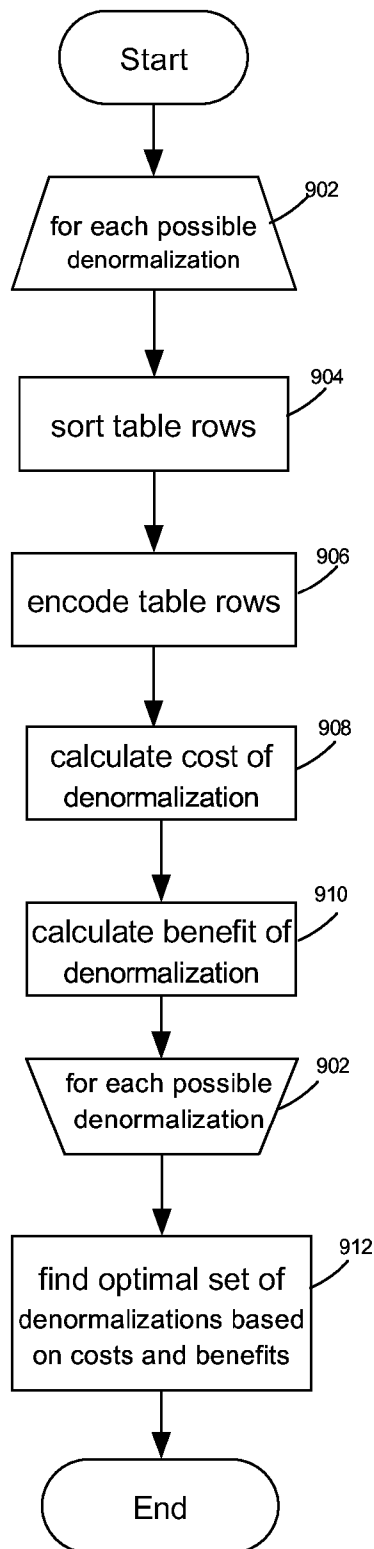 Start
902
for each possible
denormalization
904
sort table rows
906
encode table rows
908
calculate cost of
denormalization
910
calculate benefit of
denormalization
902
for each possible
denormalization
912
find optimal set of
denormalizations based
on costs and benefits
End